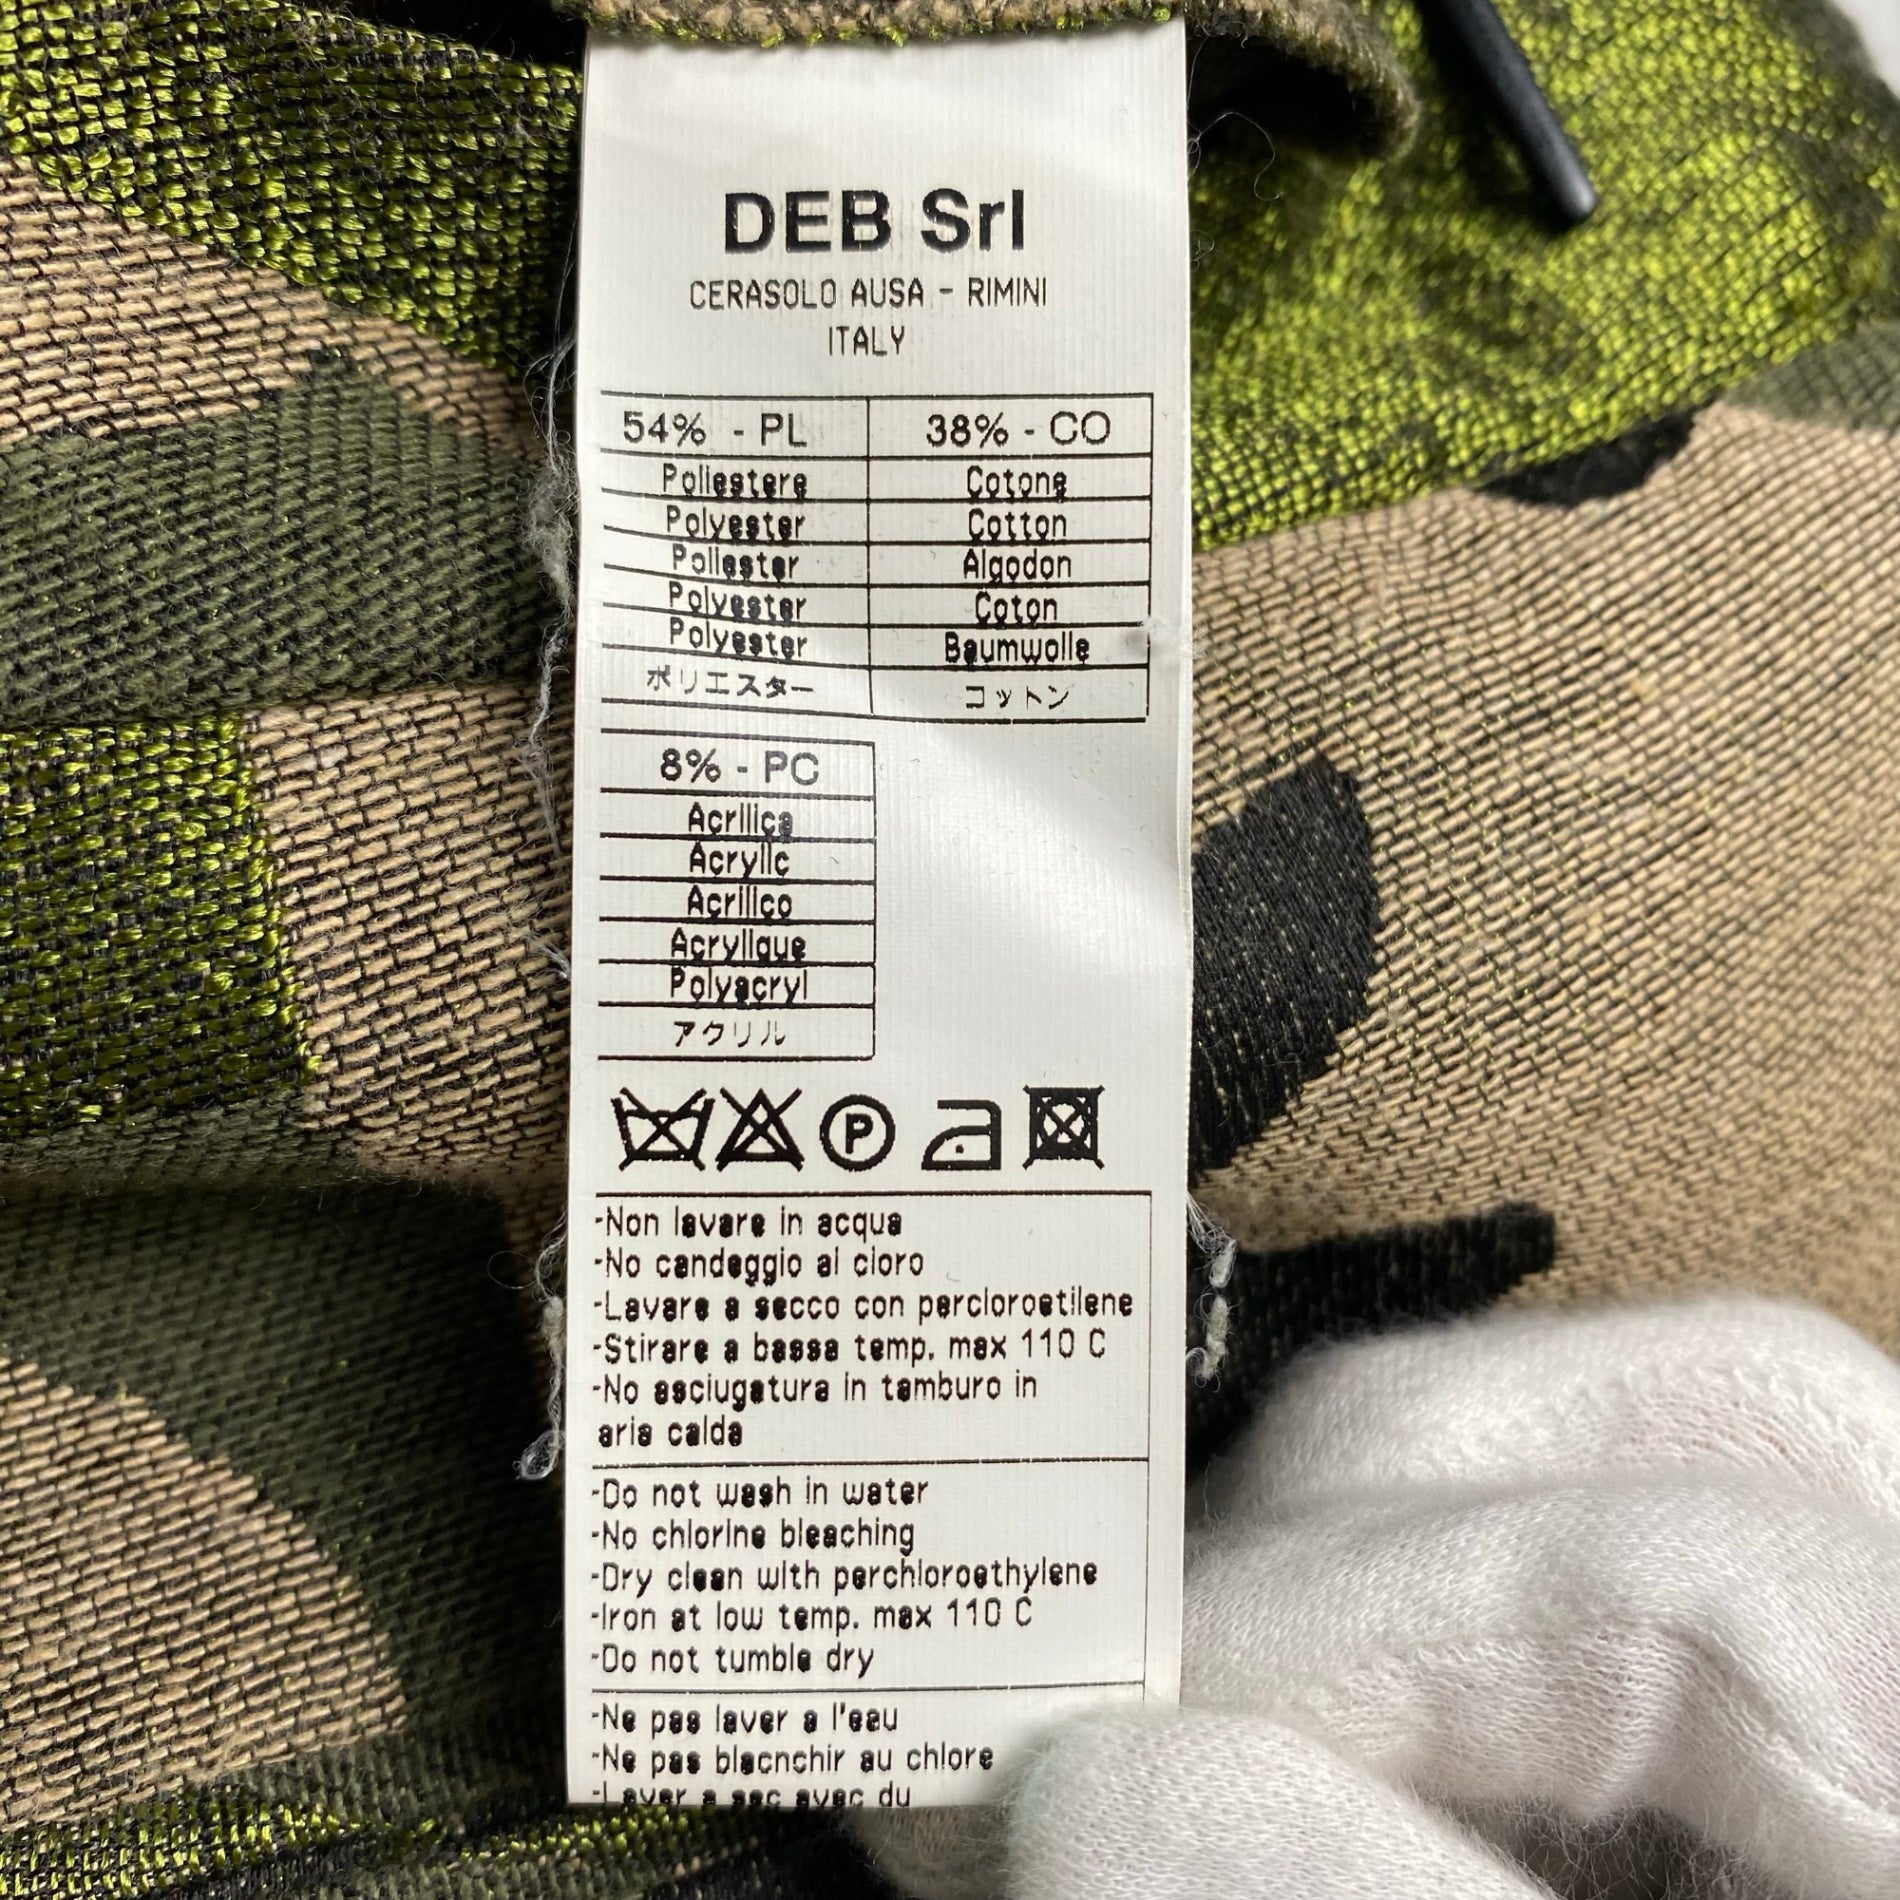 DEB Srl
CERASOLO AUSA - RIMINI
ITALY
54% - PL 38% - CO
Poliestere Cotone
Polyester Cotton
Poliester Algodon
Polyester Coton
Polyester Baumwolle
ポリエスター コットン
8% - PC
Acrilica
Acrylic
Acrilico
Acrylique
Polyacryl
アクリル
P
-Non lavare in acqua
-No candeggio al cloro
-Lavare a secco con percloroetilene
-Stirare a bassa temp. max 110 C
-No asciugatura in tamburo in
aria calda
-Do not wash in water
-No chlorine bleaching
-Dry clean with perchloroethylene
-Iron at low temp. max 110 C
-Do not tumble dry
-Ne pas laver a l'eau
-Ne pas blacnchir au chlore
-Laver a sec avec du